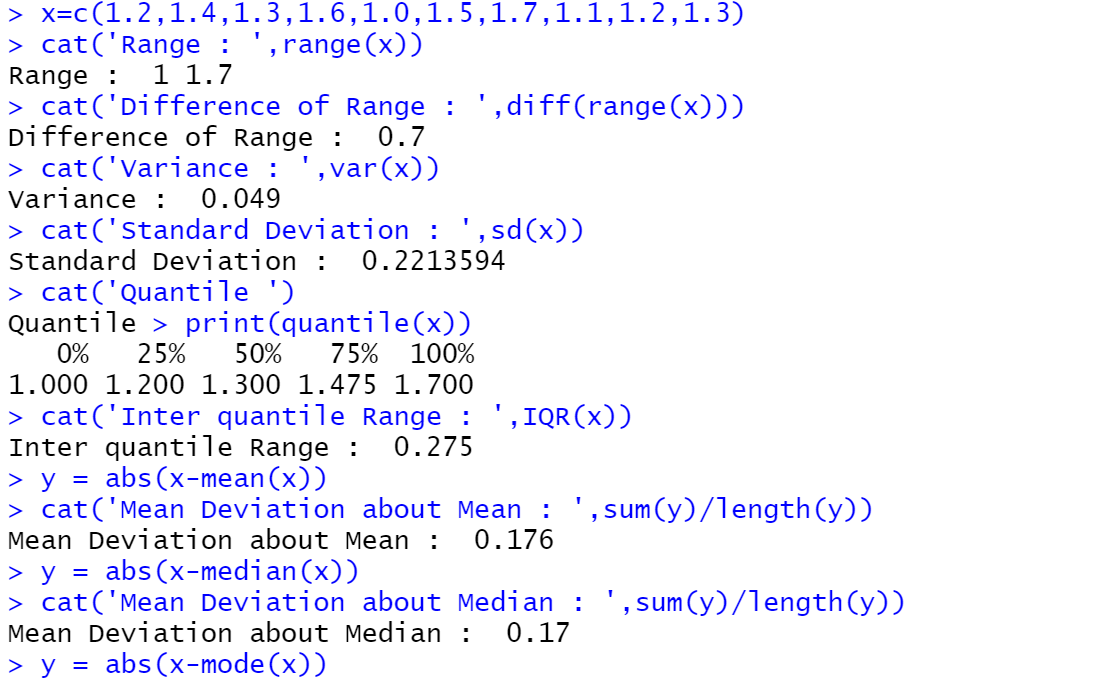 > x=c(1.2,1.4,1.3,1.6,1.0,1.5,1.7,1.1,1.2,1.3)
> cat('Range : ',range(x))
Range :  1 1.7
> cat('Difference of Range : ',diff(range(x)))
Difference of Range :  0.7
> cat('Variance : ',var(x))
Variance :  0.049
> cat('Standard Deviation : ',sd(x))
Standard Deviation :  0.2213594
> cat('Quantile ')
Quantile > print(quantile(x))
   0%   25%   50%   75%  100%
1.000 1.200 1.300 1.475 1.700
> cat('Inter quantile Range : ',IQR(x))
Inter quantile Range :  0.275
> y = abs(x-mean(x))
> cat('Mean Deviation about Mean : ',sum(y)/length(y))
Mean Deviation about Mean :  0.176
> y = abs(x-median(x))
> cat('Mean Deviation about Median : ',sum(y)/length(y))
Mean Deviation about Median :  0.17
> y = abs(x-mode(x))